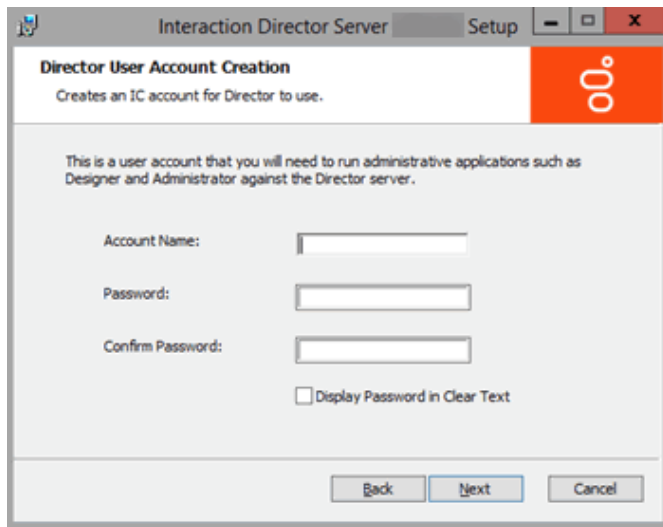 Interaction Director Server Setup
Director User Account Creation
Creates an IC account for Director to use.
This is a user account that you will need to run administrative applications such as
Designer and Administrator against the Director server.
Account Name:
Password:
Confirm Password:
Display Password in Clear Text
Back Next Cancel